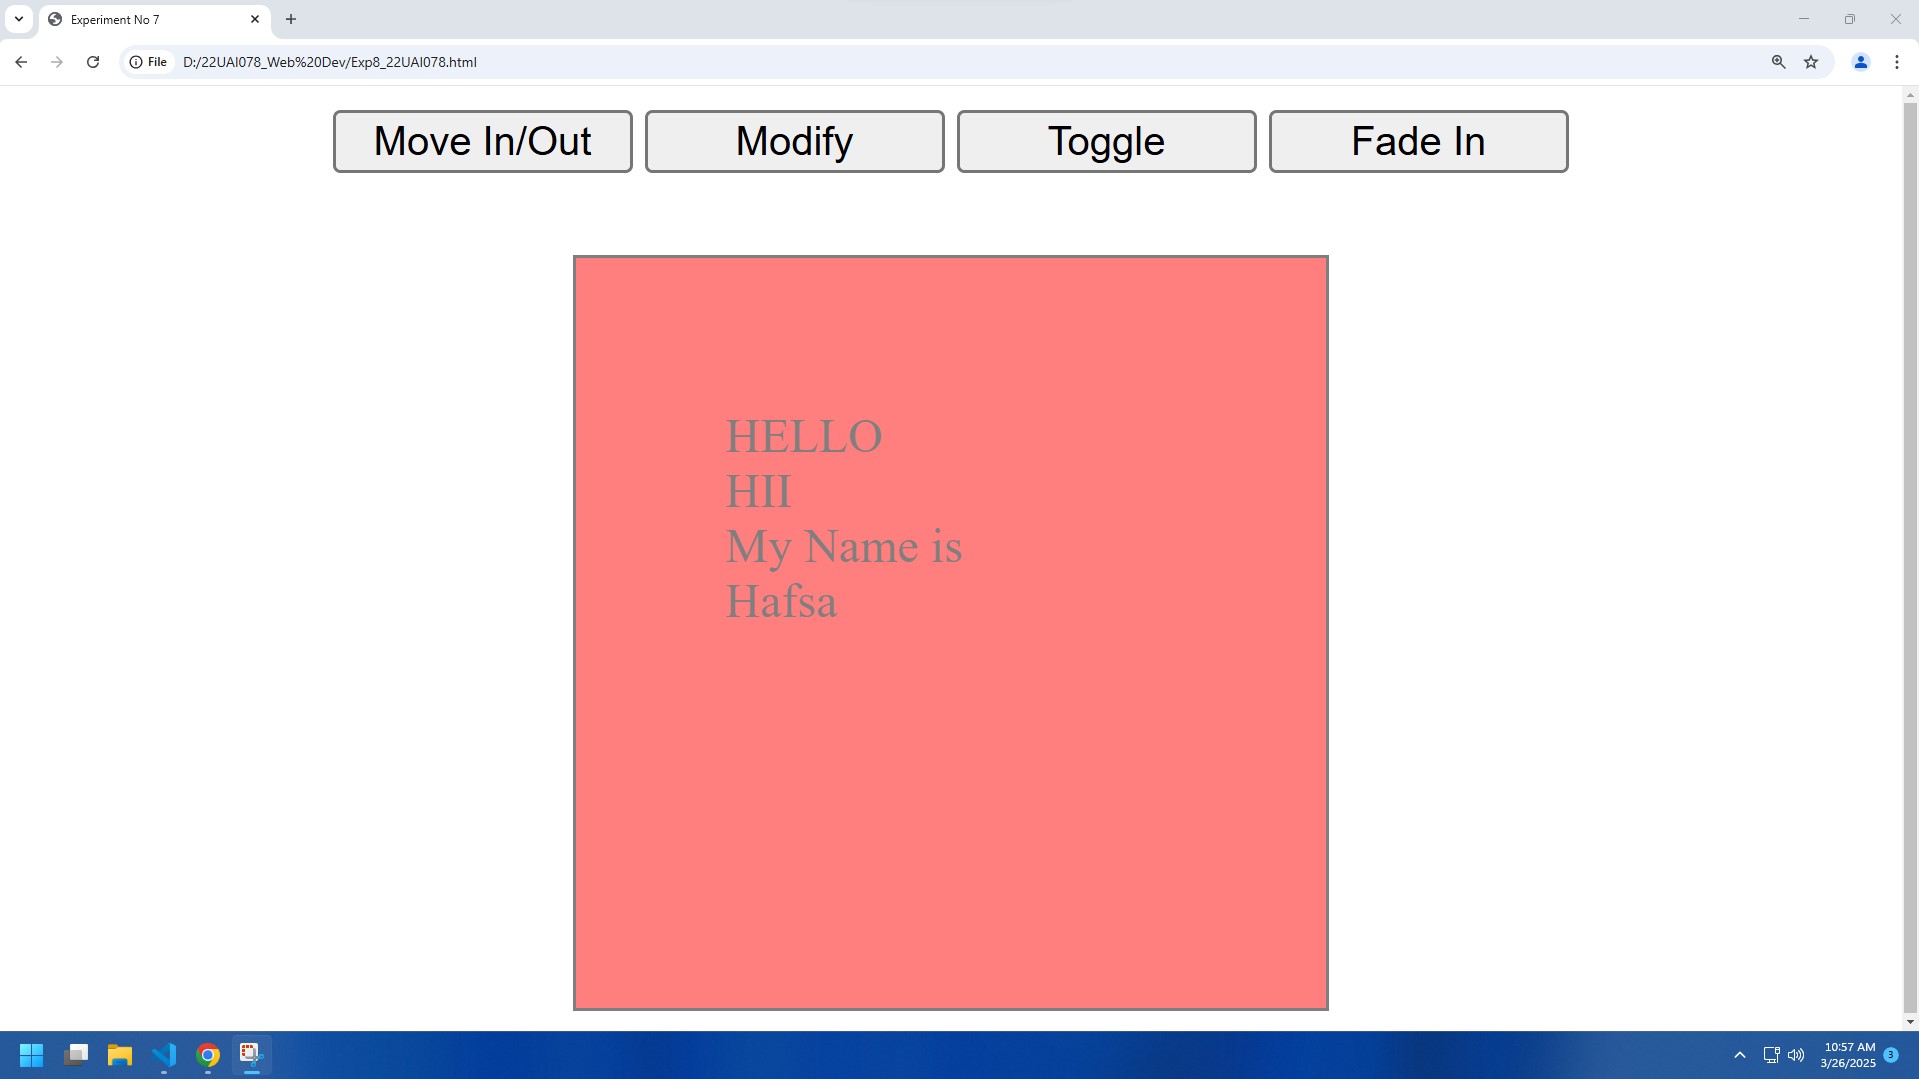 Experiment No 7
File D:/22UAI078_Web%20Dev/Exp8_22UAI078.html
Move In/Out Modify Toggle Fade In
HELLO
HII
My Name is
Hafsa
10:57 AM
3/26/2025
3